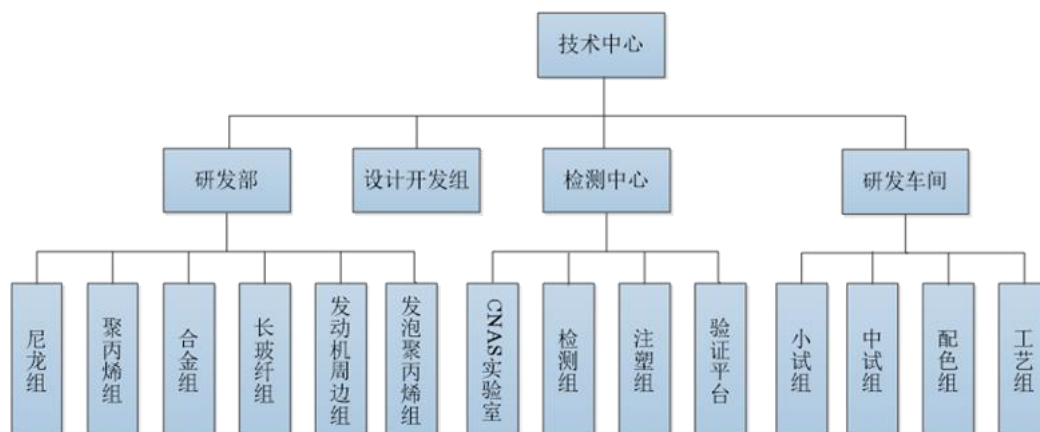 技术中心
研发部
设计开发组
检测中心
研发车间
尼龙组
聚丙烯组
合金组
长玻纤组
发动机周边组
发泡聚丙烯组
CNAS实验室
检测组
注塑组
验证平台
小试组
中试组
配色组
工艺组